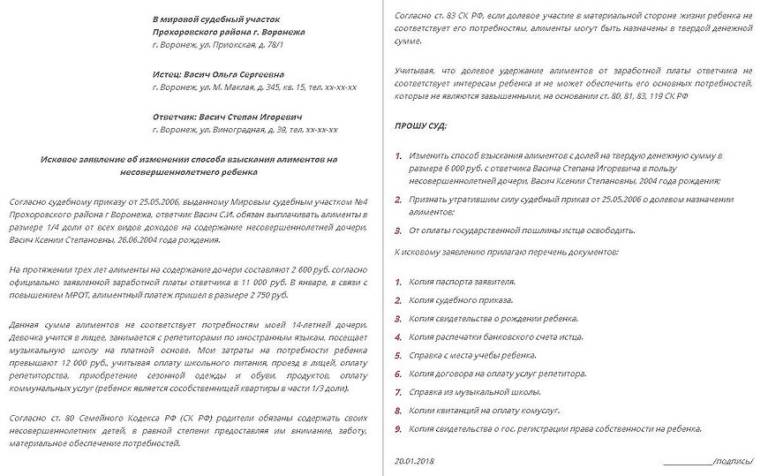 В мировой судебный участок
Прохоровского района г. Воронежа
г. Воронеж, ул. Приокская, д. 78/1
Истец: Васич Ольга Сергеевна
г. Воронеж, ул. М. Маклая, д. 345, кв. 15, тел. хх-хх-хх
Ответчик: Васич Степан Игоревич
г. Воронеж, ул. Виноградная, д. 39, тел. хх-хх-хх
Исковое заявление об изменении способа взыскания алиментов на
несовершеннолетнего ребенка
Согласно судебному приказу от 25.05.2006, выданному Мировым судебным участком №4
Прохоровского района г Воронежа, ответчик Васич С.И. обязан выплачивать алименты в
размере 1/4 доли от всех видов доходов на содержание несовершеннолетней дочери,
Васич Ксении Степановны, 26.06.2004 года рождения.
На протяжении трех лет алименты на содержание дочери составляют 2 600 руб. согласно
официально заявленной заработной платы ответчика в 11 000 руб. В январе, в связи с
повышением МРОТ, алиментный платеж пришел в размере 2 750 руб.
Данная сумма алиментов не соответствует потребностям моей 14-летней дочери.
Девочка учится в лицее, занимается с репетиторами по иностранным языкам, посещает
музыкальную школу на платной основе. Мои затраты на потребности ребенка
превышают 12 000 руб., учитывая оплату школьного питания, проезд в лицей, оплату
репетиторства, приобретение сезонной одежды и обуви, продуктов, оплату
коммунальных услуг (ребенок является сособственницей квартиры в части 1/3 доли).
Согласно ст. 80 Семейного Кодекса РФ (СК РФ) родители обязаны содержать своих
несовершеннолетних детей, в равной степени предоставляя им внимание, заботу,
материальное обеспечение потребностей.
Согласно ст. 83 СК РФ, если долевое участие в материальной стороне жизни ребенка не
соответствует его потребностям, алименты могут быть назначены в твердой денежной
сумме.
Учитывая, что долевое удержание алиментов от заработной платы ответчика не
соответствует интересам ребенка и не может обеспечить его основных потребностей,
которые не являются завышенными, на основании ст. 80, 81, 83, 119 СК РФ
ПРОШУ СУД:
1. Изменить способ взыскания алиментов с долей на твердую денежную сумму в
размере 6 000 руб. с ответчика Васича Степана Игоревича в пользу
несовершеннолетней дочери, Васич Ксении Степановны, 2004 года рождения;
2. Признать утратившим силу судебный приказ от 25.05.2006 о долевом назначении
алиментов;
3. От оплаты государственной пошлины истца освободить.
К исковому заявлению прилагаю перечень документов:
1. Копия паспорта заявителя.
2. Копия судебного приказа.
3. Копия свидетельства о рождении ребенка.
4. Копия распечатки банковского счета истца.
5. Справка с места учебы ребенка.
6. Копия договора на оплату услуг репетитора.
7. Справка из музыкальной школы.
8. Копии квитанций на оплату комуслуг.
9. Копия свидетельства о гос. регистрации права собственности на ребенка.
20.01.2018 ____________/подпись/